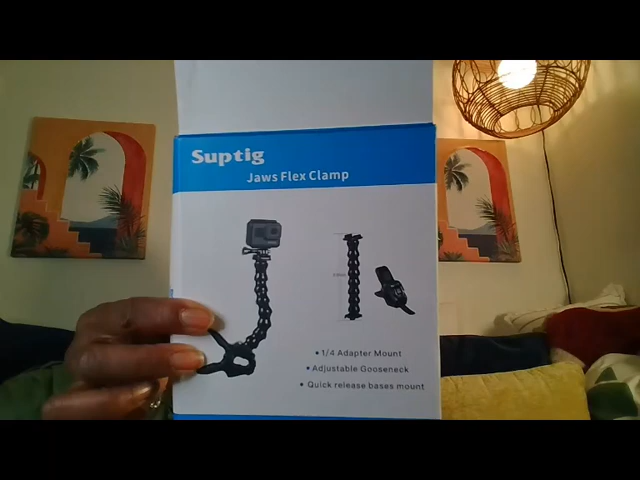 Suptig
Jaws Flex Clamp
• 1/4 Adapter Mount
• Adjustable Gooseneck
• Quick release bases mount